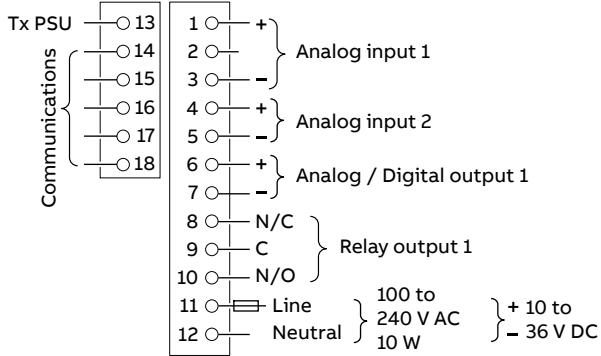 Tx PSU 13
14
15
16
17
18
Communications
1 +
2
3 –
Analog input 1
4 +
5 –
Analog input 2
6 +
7 –
Analog / Digital output 1
8 N/C
9 C
10 N/O
Relay output 1
11 Line
12 Neutral
100 to
240 V AC
10 W
+ 10 to
– 36 V DC